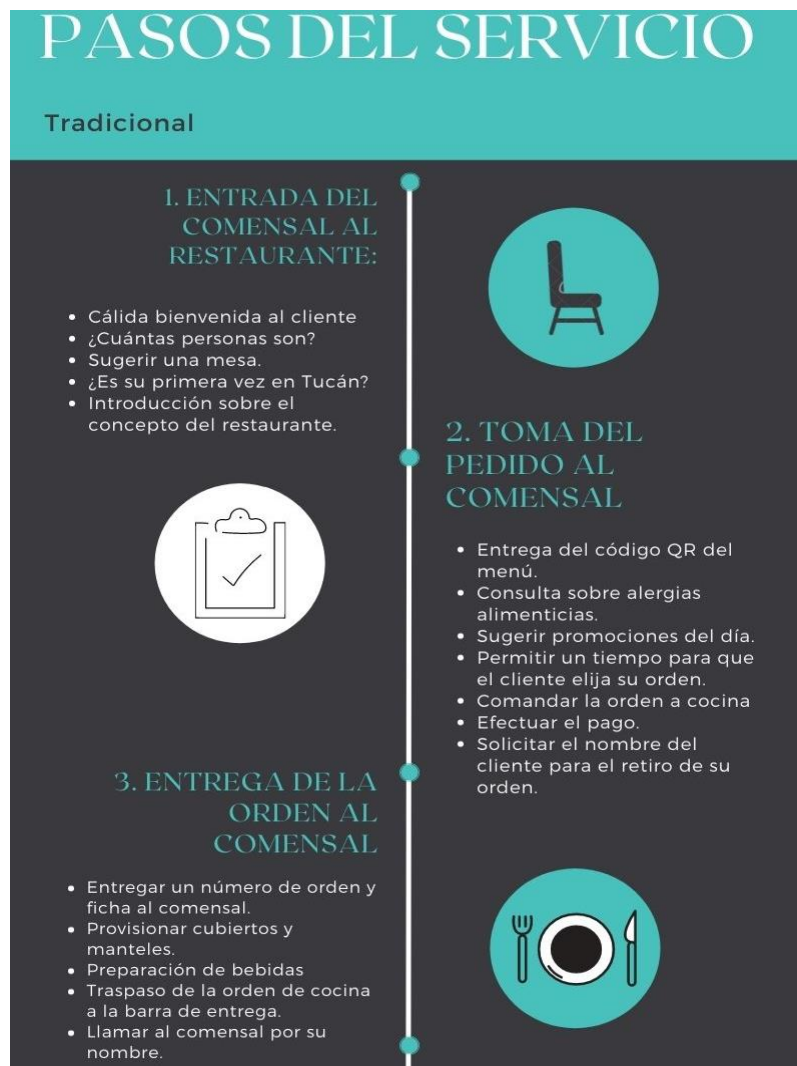 PASOS DEL SERVICIO
Tradicional
1. ENTRADA DEL
COMENSAL AL
RESTAURANTE:
• Cálida bienvenida al cliente
• ¿Cuántas personas son?
• Sugerir una mesa.
• ¿Es su primera vez en Tucán?
• Introducción sobre el
concepto del restaurante.
2. TOMA DEL
PEDIDO AL
COMENSAL
• Entrega del código QR del
menú.
• Consulta sobre alergias
alimenticias.
• Sugerir promociones del día.
• Permitir un tiempo para que
el cliente elija su orden.
• Comandar la orden a cocina
• Efectuar el pago.
• Solicitar el nombre del
cliente para el retiro de su
orden.
3. ENTREGA DE LA
ORDEN AL
COMENSAL
• Entregar un número de orden y
ficha al comensal.
• Provisionar cubiertos y
manteles.
• Preparación de bebidas
• Traspaso de la orden de cocina
a la barra de entrega.
• Llamar al comensal por su
nombre.